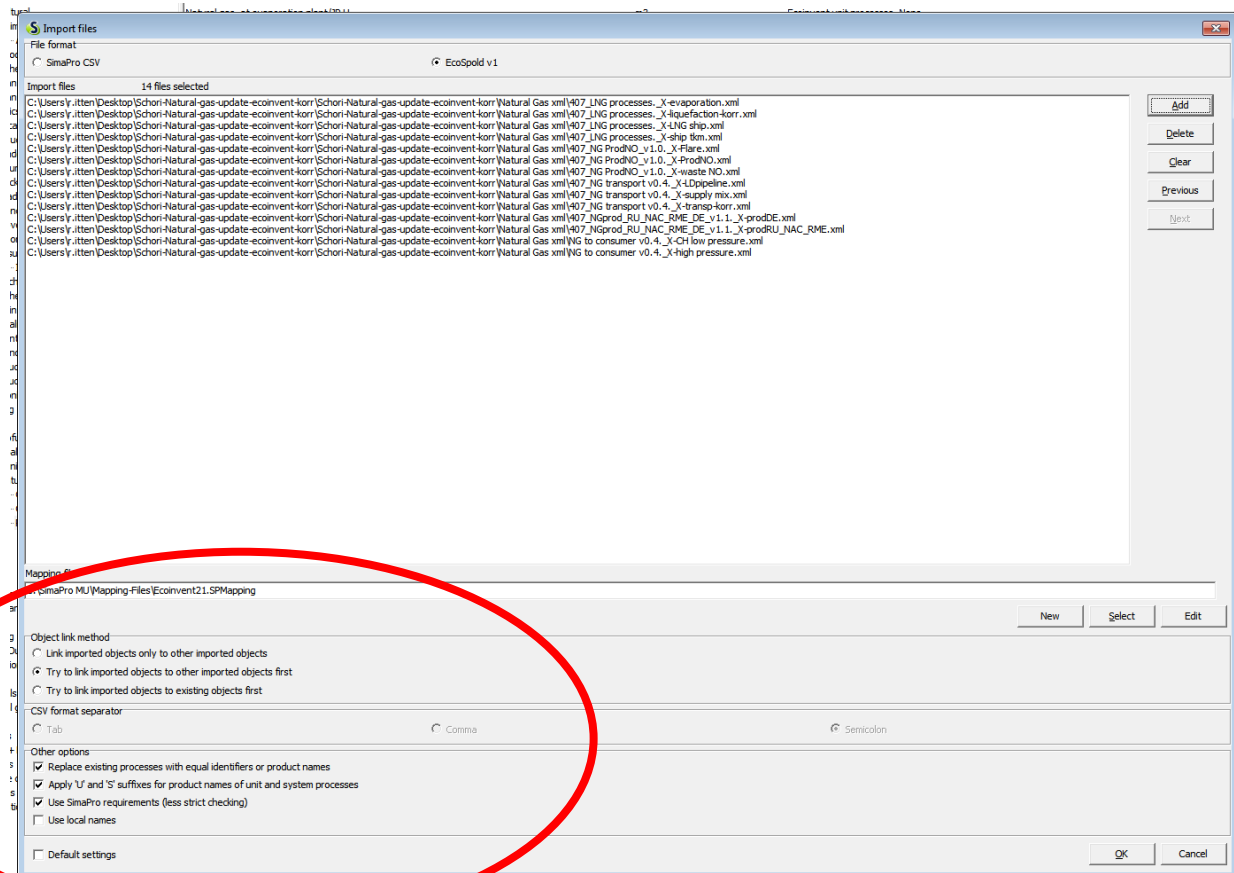 Natural gas, at evaporation plant/JP U m3 Ecoinvent unit processes None
Import files
File format
SimaPro CSV EcoSpold v1
Import files 14 files selected
C:\Users\r.itten\Desktop\Schori-Natural-gas-update-ecoinvent-korr\Schori-Natural-gas-update-ecoinvent-korr\Natural Gas xml\407_LNG processes._X-evaporation.xml
C:\Users\r.itten\Desktop\Schori-Natural-gas-update-ecoinvent-korr\Schori-Natural-gas-update-ecoinvent-korr\Natural Gas xml\407_LNG processes._X-liquefaction-korr.xml
C:\Users\r.itten\Desktop\Schori-Natural-gas-update-ecoinvent-korr\Schori-Natural-gas-update-ecoinvent-korr\Natural Gas xml\407_LNG processes._X-LNG ship.xml
C:\Users\r.itten\Desktop\Schori-Natural-gas-update-ecoinvent-korr\Schori-Natural-gas-update-ecoinvent-korr\Natural Gas xml\407_LNG processes._X-ship tkm.xml
C:\Users\r.itten\Desktop\Schori-Natural-gas-update-ecoinvent-korr\Schori-Natural-gas-update-ecoinvent-korr\Natural Gas xml\407_NG ProdNO_v1.0._X-Flare.xml
C:\Users\r.itten\Desktop\Schori-Natural-gas-update-ecoinvent-korr\Schori-Natural-gas-update-ecoinvent-korr\Natural Gas xml\407_NG ProdNO_v1.0._X-ProdNO.xml
C:\Users\r.itten\Desktop\Schori-Natural-gas-update-ecoinvent-korr\Schori-Natural-gas-update-ecoinvent-korr\Natural Gas xml\407_NG ProdNO_v1.0._X-waste NO.xml
C:\Users\r.itten\Desktop\Schori-Natural-gas-update-ecoinvent-korr\Schori-Natural-gas-update-ecoinvent-korr\Natural Gas xml\407_NG transport v0.4._X-LDpipeline.xml
C:\Users\r.itten\Desktop\Schori-Natural-gas-update-ecoinvent-korr\Schori-Natural-gas-update-ecoinvent-korr\Natural Gas xml\407_NG transport v0.4._X-supply mix.xml
C:\Users\r.itten\Desktop\Schori-Natural-gas-update-ecoinvent-korr\Schori-Natural-gas-update-ecoinvent-korr\Natural Gas xml\407_NG transport v0.4._X-transp-korr.xml
C:\Users\r.itten\Desktop\Schori-Natural-gas-update-ecoinvent-korr\Schori-Natural-gas-update-ecoinvent-korr\Natural Gas xml\407_NGprod_RU_NAC_RME_DE_v1.1._X-prodDE.xml
C:\Users\r.itten\Desktop\Schori-Natural-gas-update-ecoinvent-korr\Schori-Natural-gas-update-ecoinvent-korr\Natural Gas xml\407_NGprod_RU_NAC_RME_DE_v1.1._X-prodRU_NAC_RME.xml
C:\Users\r.itten\Desktop\Schori-Natural-gas-update-ecoinvent-korr\Schori-Natural-gas-update-ecoinvent-korr\Natural Gas xml\NG to consumer v0.4._X-CH low pressure.xml
C:\Users\r.itten\Desktop\Schori-Natural-gas-update-ecoinvent-korr\Schori-Natural-gas-update-ecoinvent-korr\Natural Gas xml\NG to consumer v0.4._X-high pressure.xml
Add
Delete
Clear
Previous
Next
Mapping
\SimaPro MU\Mapping-Files\Ecoinvent21.SPMapping
New Select Edit
Object link method
Link imported objects only to other imported objects
Try to link imported objects to other imported objects first
Try to link imported objects to existing objects first
CSV format separator
Tab Comma Semicolon
Other options
Replace existing processes with equal identifiers or product names
Apply 'U' and 'S' suffixes for product names of unit and system processes
Use SimaPro requirements (less strict checking)
Use local names
Default settings
OK Cancel